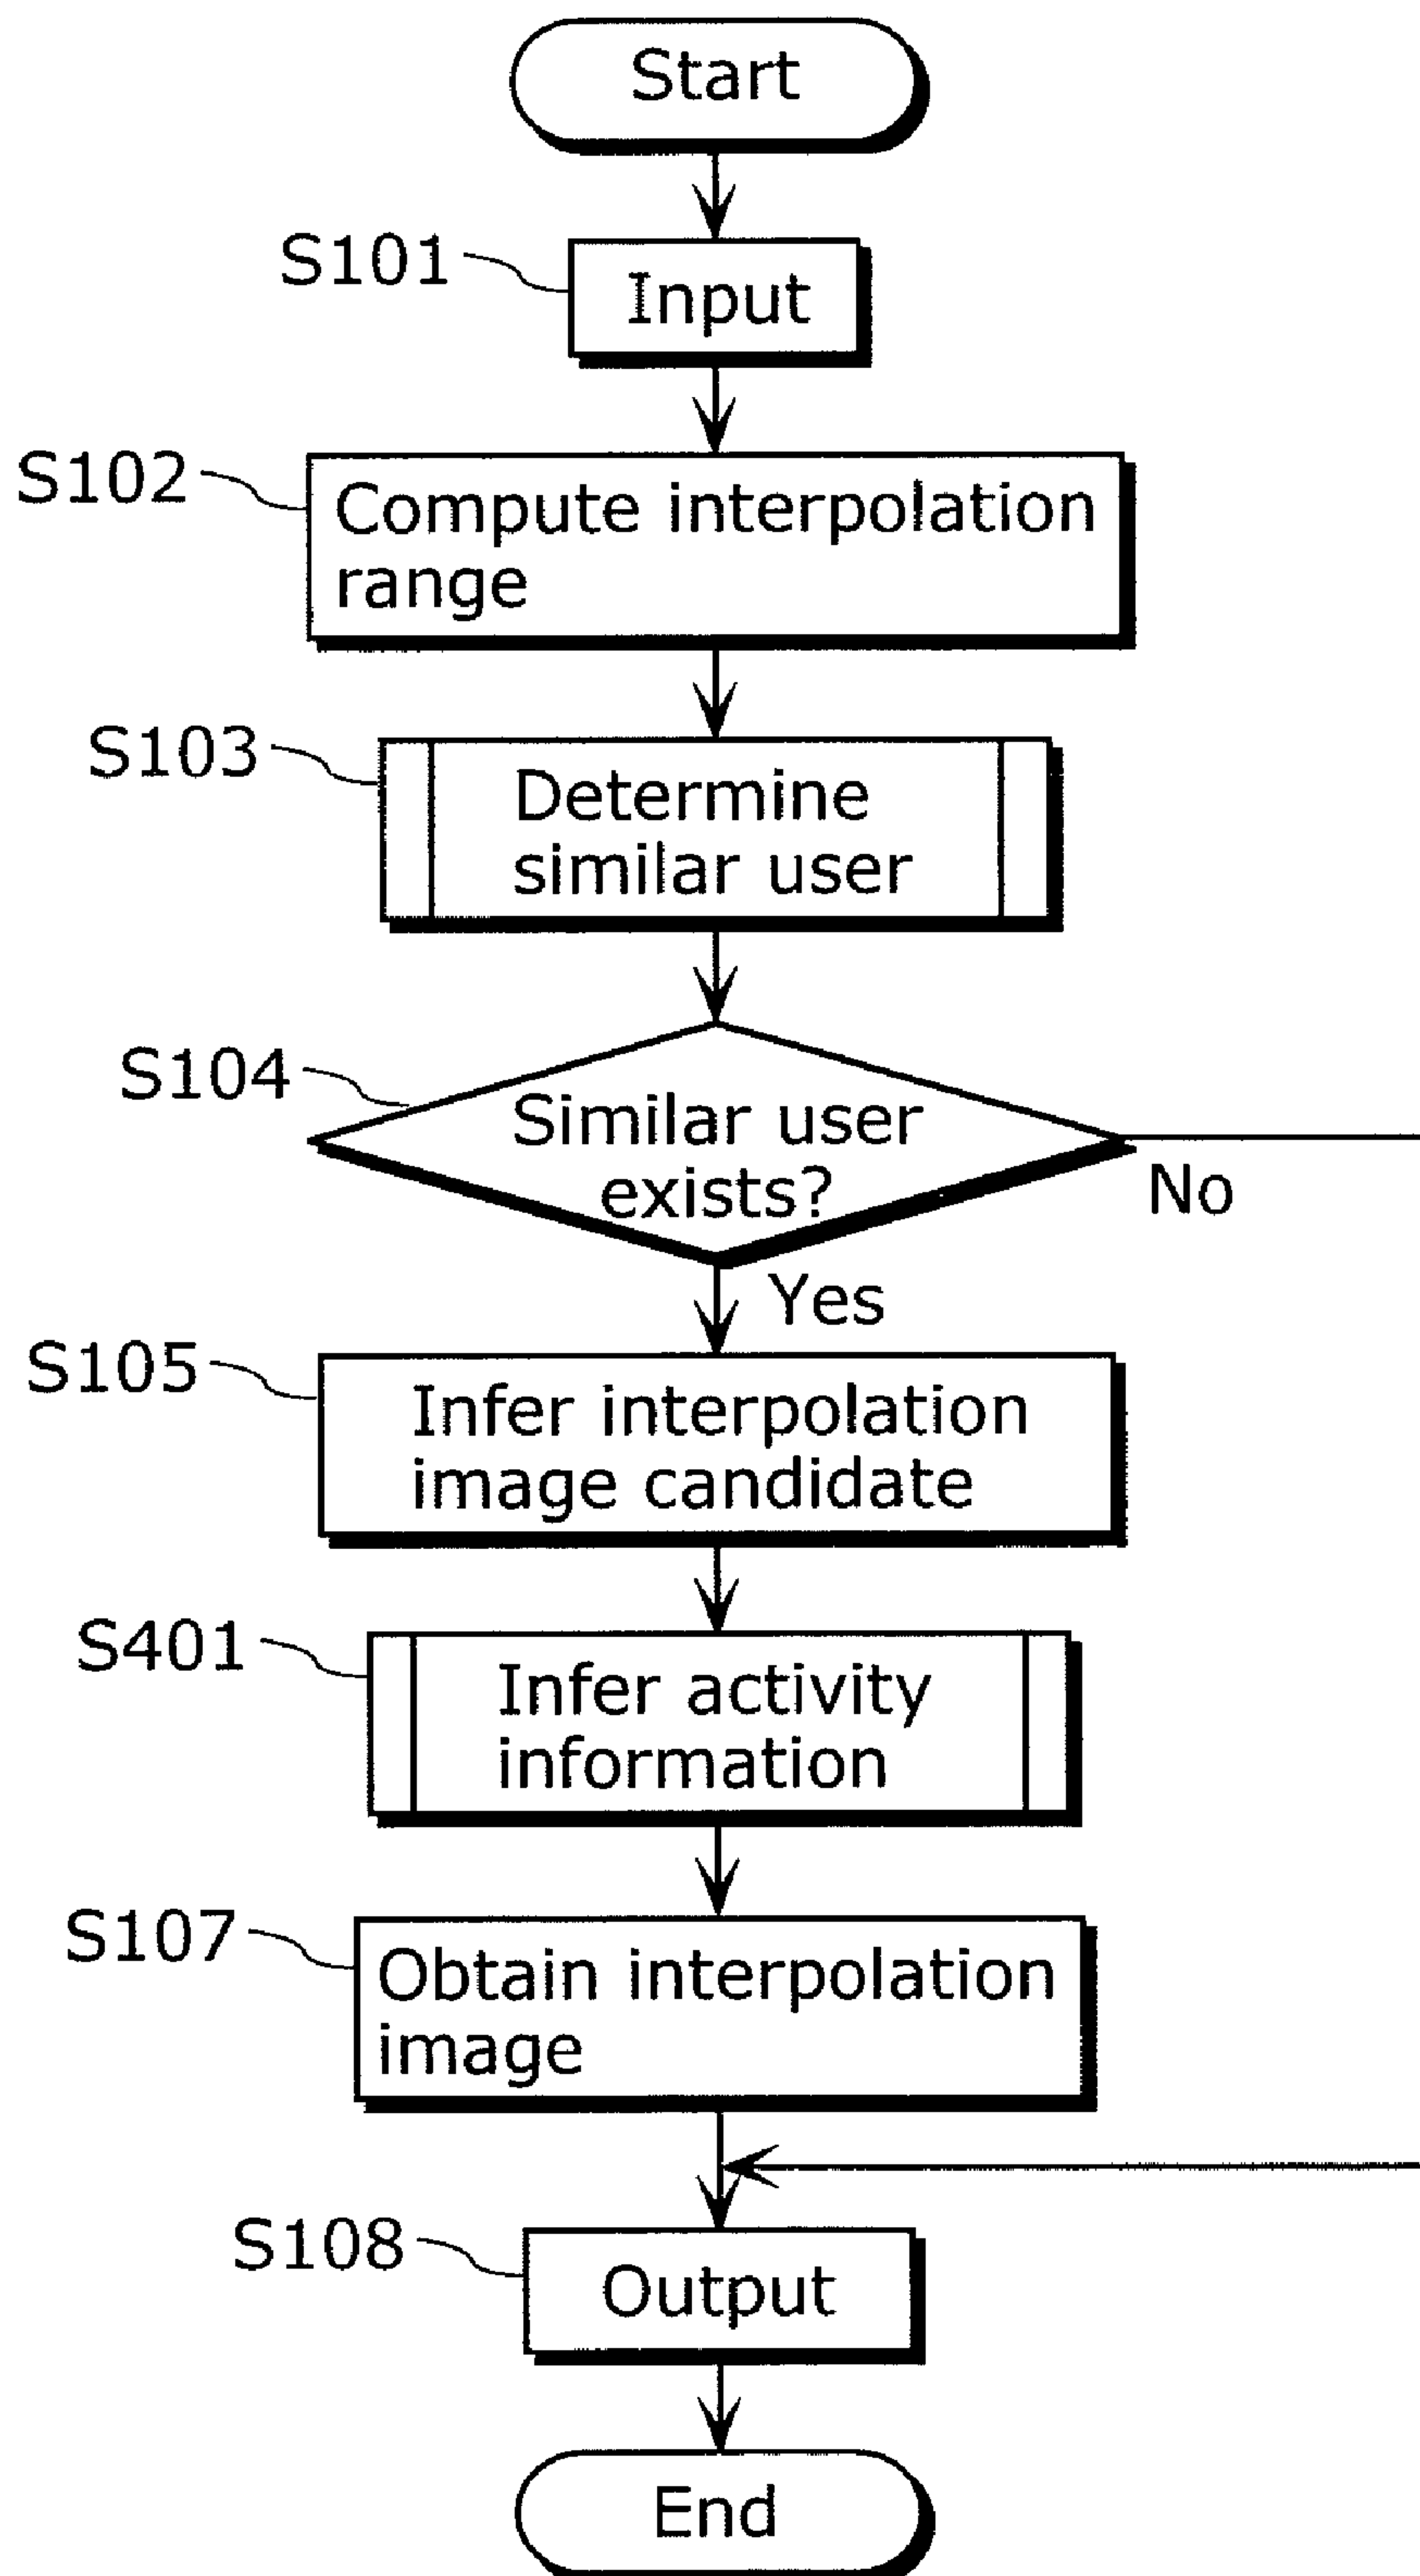 Start
S101
Input
S102
Compute interpolation
range
S103
Determine
similar user
S104
Similar user
exists?
No
Yes
S105
Infer interpolation
image candidate
S401
Infer activity
information
S107
Obtain interpolation
image
S108
Output
End